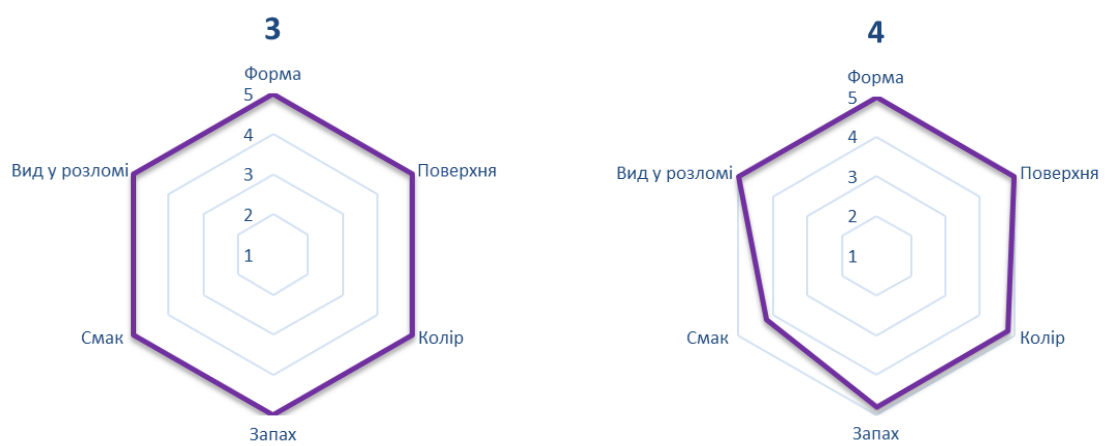 3
Форма
5
4
3
2
1
Вид у розломі
Поверхня
Смак
Колір
Запах
4
Форма
5
4
3
2
1
Вид у розломі
Поверхня
Смак
Колір
Запах